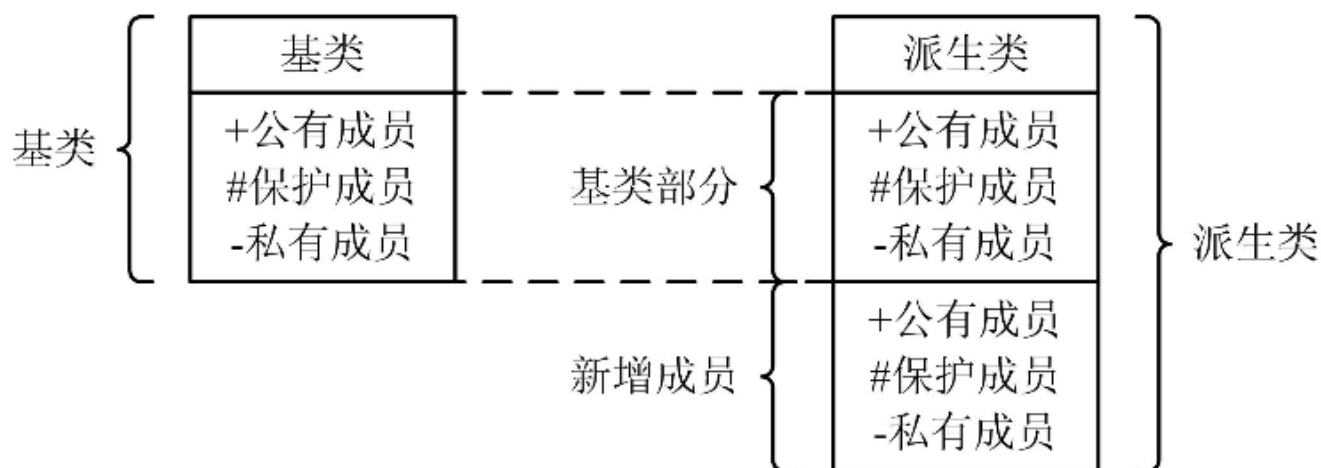 基类
派生类
基类
+公有成员
#保护成员
-私有成员
基类部分
+公有成员
#保护成员
-私有成员
派生类
新增成员
+公有成员
#保护成员
-私有成员